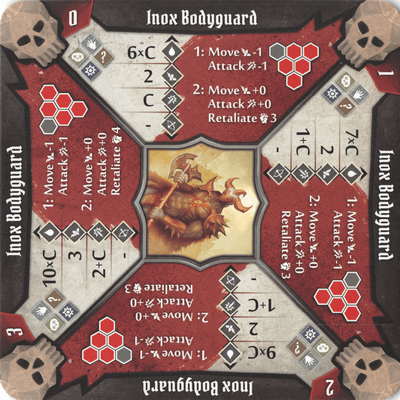 0
Inox Bodyguard
?
6×C
2
C
-
1: Move -1
Attack -1
2: Move +0
Attack +0
Retaliate 3
1
Inox Bodyguard
?
7×C
2
1+C
-
1: Move -1
Attack -1
2: Move +0
Attack +0
Retaliate 3
2
Inox Bodyguard
?
9×C
2
1+C
-
1: Move -1
Attack -1
2: Move +0
Attack +0
Retaliate 3
3
Inox Bodyguard
?
10×C
3
2+C
-
1: Move -1
Attack -1
2: Move +0
Attack +0
Retaliate 4